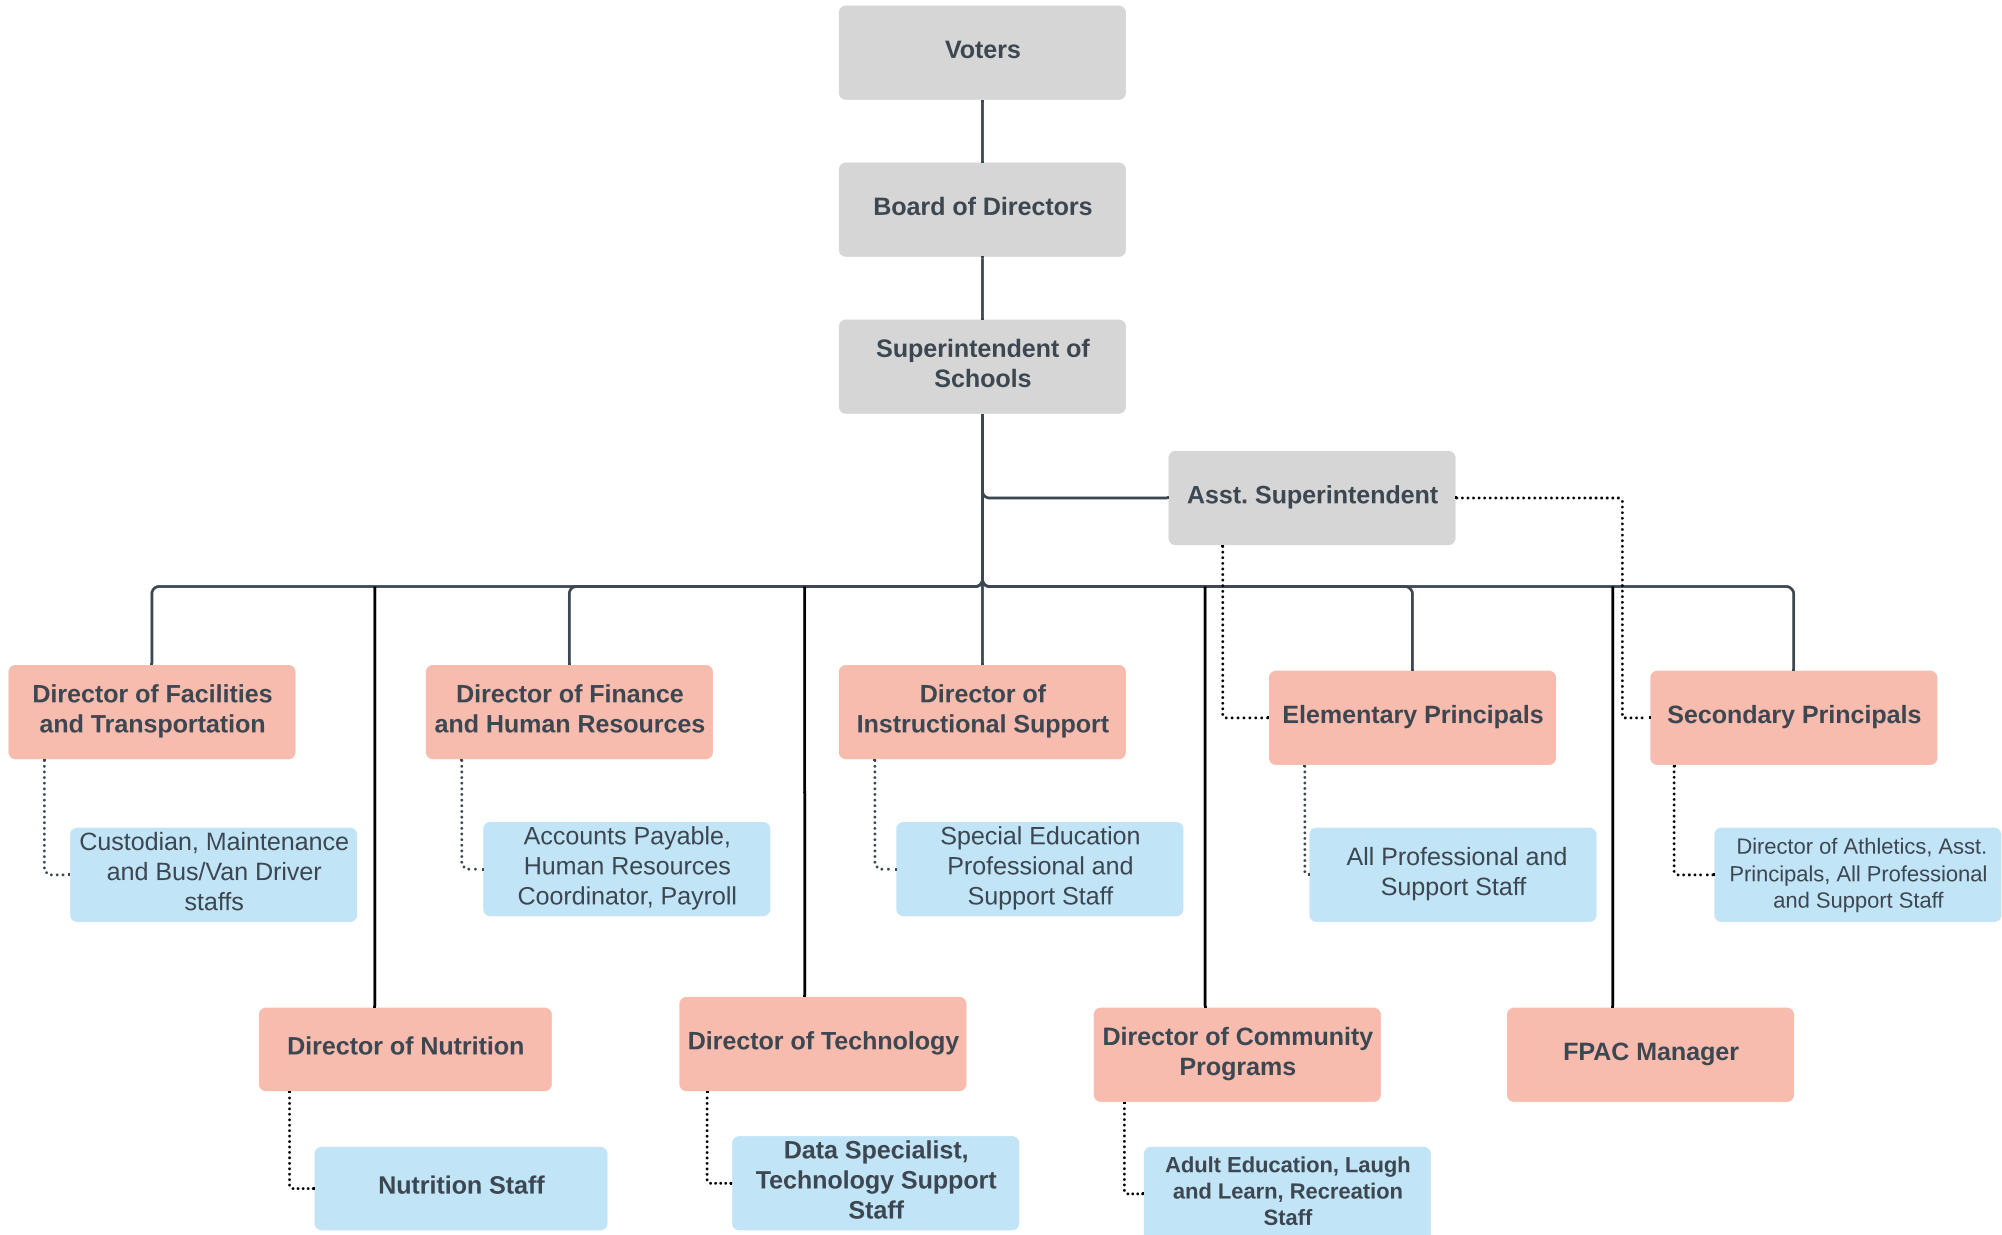 Voters
Board of Directors
Superintendent of
Schools
Asst. Superintendent
Director of Facilities
and Transportation
Director of Finance
and Human Resources
Director of
Instructional Support
Elementary Principals
Secondary Principals
Custodian, Maintenance
and Bus/Van Driver
staffs
Accounts Payable,
Human Resources
Coordinator, Payroll
Special Education
Professional and
Support Staff
All Professional and
Support Staff
Director of Athletics, Asst.
Principals, All Professional
and Support Staff
Director of Nutrition
Director of Technology
Director of Community
Programs
FPAC Manager
Nutrition Staff
Data Specialist,
Technology Support
Staff
Adult Education, Laugh
and Learn, Recreation
Staff